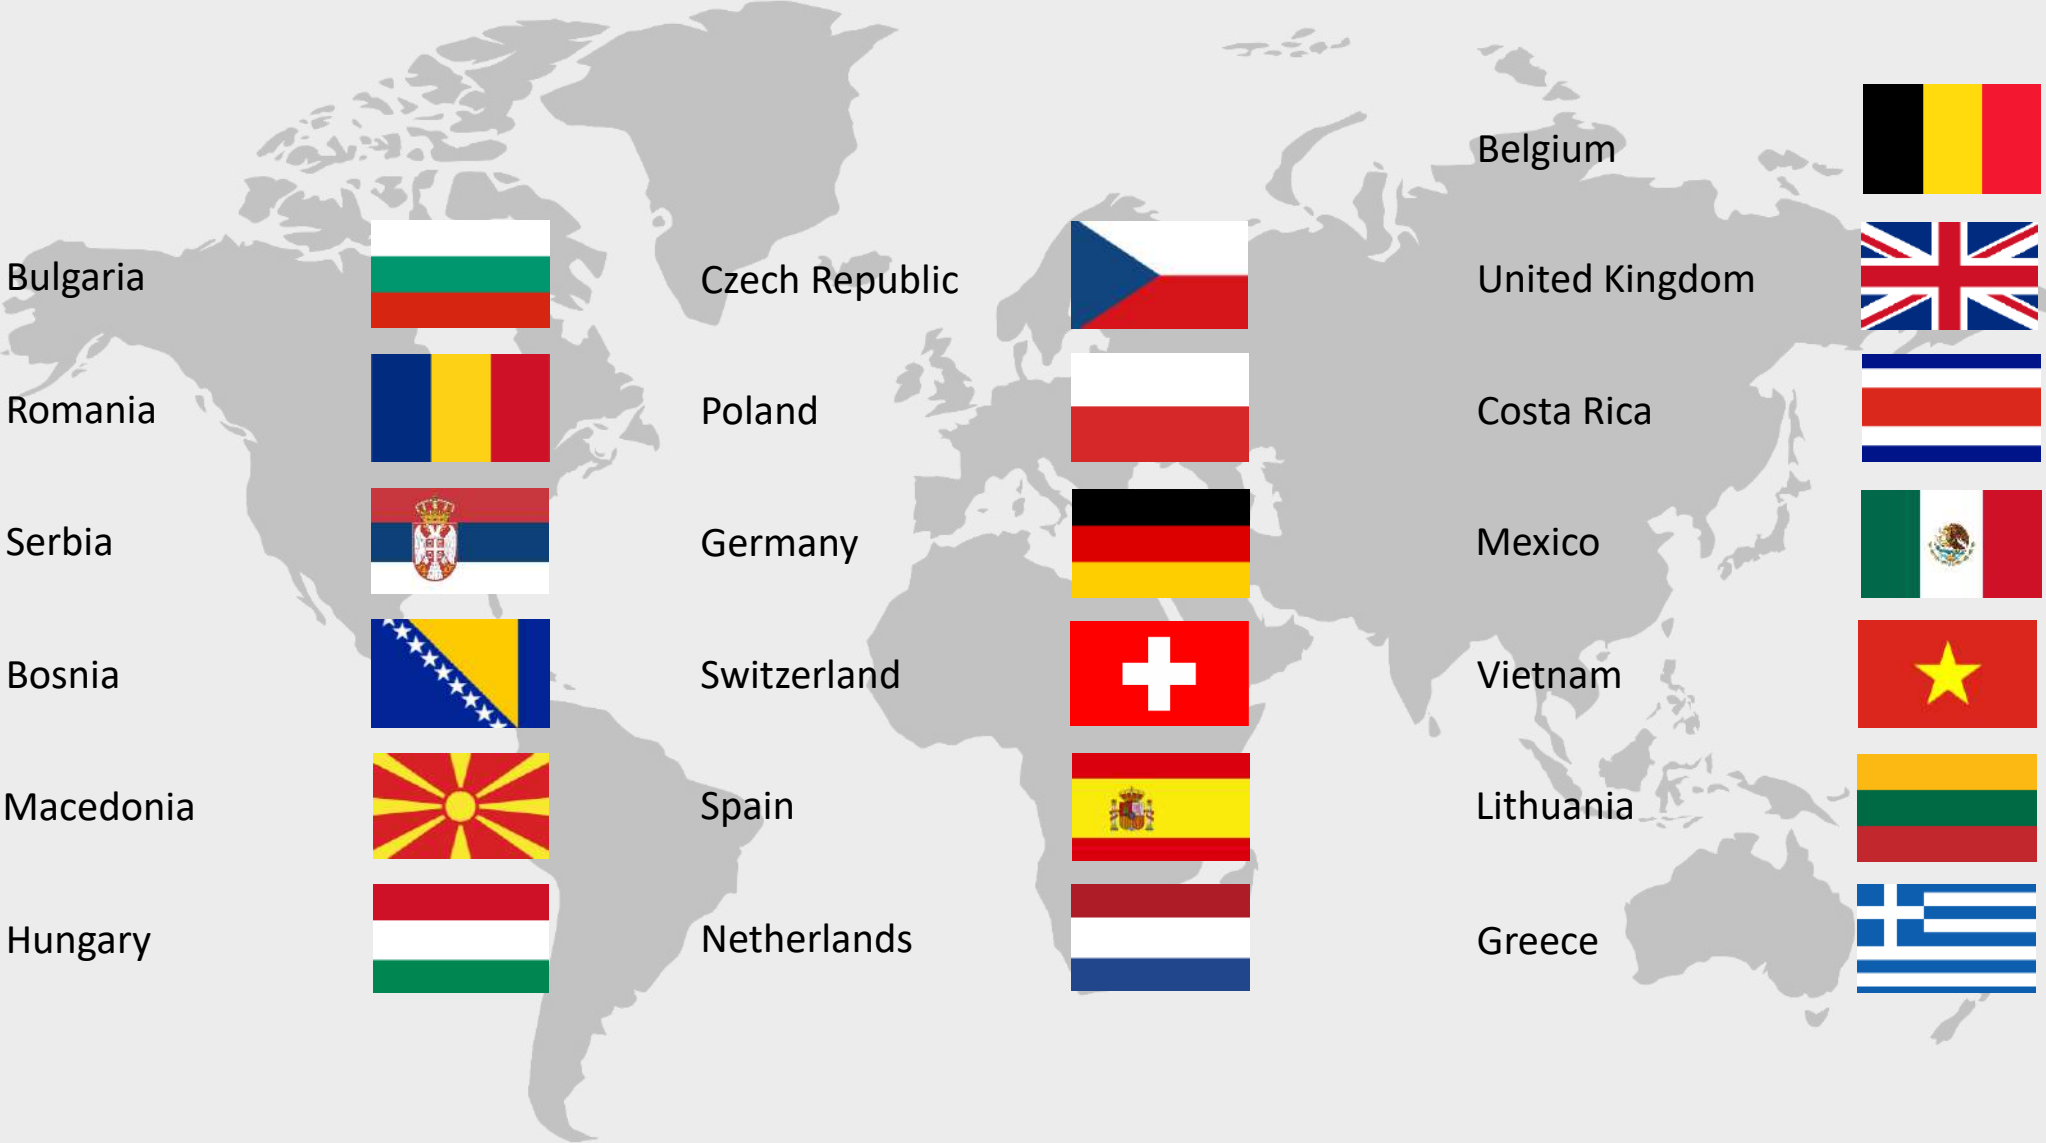 Bulgaria
Romania
Serbia
Bosnia
Macedonia
Hungary
Czech Republic
Poland
Germany
Switzerland
Spain
Netherlands
Belgium
United Kingdom
Costa Rica
Mexico
Vietnam
Lithuania
Greece